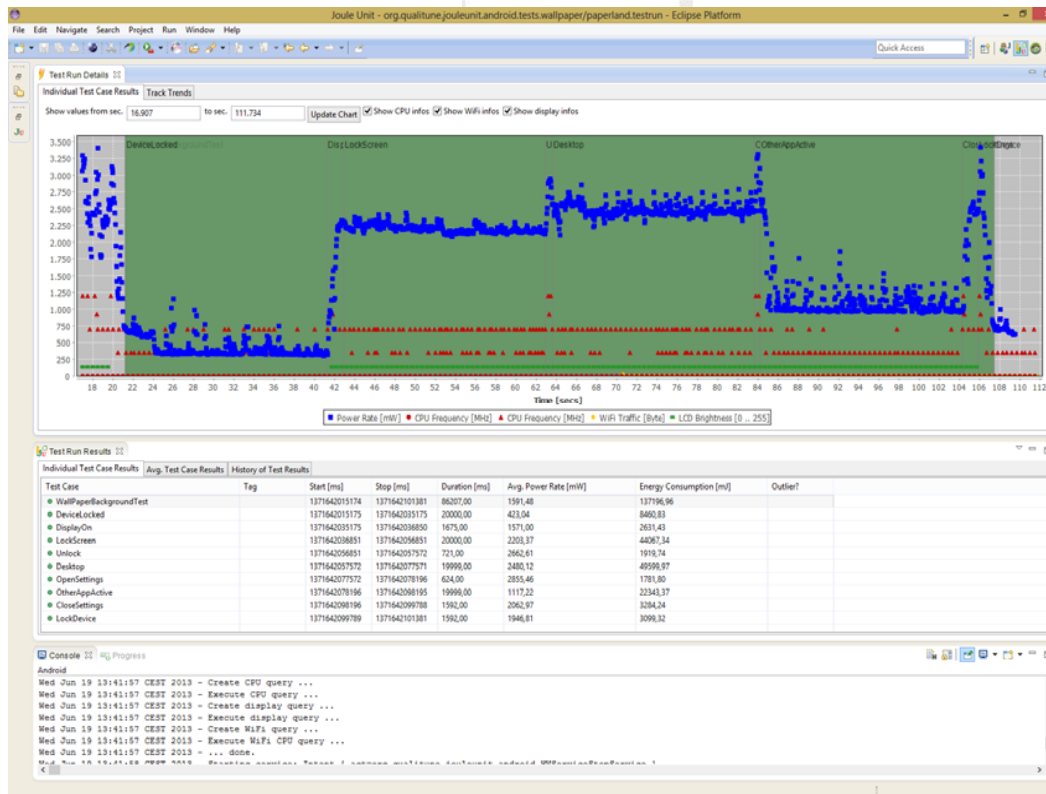 Joule Unit - org.qualitune.jouleunit.android.tests.wallpaper/paperland.testrun - Eclipse Platform
File Edit Navigate Search Project Run Window Help
Quick Access
Test Run Details
Individual Test Case Results Track Trends
Show values from sec. 16.907 to sec. 111.734 Update Chart Show CPU infos Show WiFi infos Show display infos
DeviceLocked LockScreen Desktop OtherAppActive
3.500
3.250
3.000
2.750
2.500
2.250
2.000
1.750
1.500
1.250
1.000
750
500
250
0
18 20 22 24 26 28 30 32 34 36 38 40 42 44 46 48 50 52 54 56 58 60 62 64 66 68 70 72 74 76 78 80 82 84 86 88 90 92 94 96 98 100 102 104 106 108 110 112
Time [secs]
Power Rate [mW] CPU Frequency [MHz] CPU Frequency [MHz] WiFi Traffic [Byte] LCD Brightness [0 .. 255]
Test Run Results
Individual Test Case Results Avg. Test Case Results History of Test Results
Test Case Tag Start [ms] Stop [ms] Duration [ms] Avg. Power Rate [mW] Energy Consumption [mJ] Outlier?
WallPaperBackgroundTest 1371642015174 1371642101381 86207,00 1591,48 137196,96
DeviceLocked 1371642015175 1371642035175 20000,00 423,04 8460,83
DisplayOn 1371642035175 1371642036850 1675,00 1571,00 2631,43
LockScreen 1371642036851 1371642056851 20000,00 2203,37 44067,34
Unlock 1371642056851 1371642057572 721,00 2662,61 1919,74
Desktop 1371642057572 1371642077571 19999,00 2480,12 49599,97
OpenSettings 1371642077572 1371642078196 624,00 2855,46 1781,80
OtherAppActive 1371642078196 1371642098195 19999,00 1117,22 22343,37
CloseSettings 1371642098196 1371642099788 1592,00 2062,97 3284,24
LockDevice 1371642099789 1371642101381 1592,00 1946,81 3099,32
Console Progress
Android
Wed Jun 19 13:41:57 CEST 2013 - Create CPU query ...
Wed Jun 19 13:41:57 CEST 2013 - Execute CPU query ...
Wed Jun 19 13:41:57 CEST 2013 - Create display query ...
Wed Jun 19 13:41:57 CEST 2013 - Execute display query ...
Wed Jun 19 13:41:57 CEST 2013 - Create WiFi query ...
Wed Jun 19 13:41:57 CEST 2013 - Execute WiFi CPU query ...
Wed Jun 19 13:41:57 CEST 2013 - ... done.